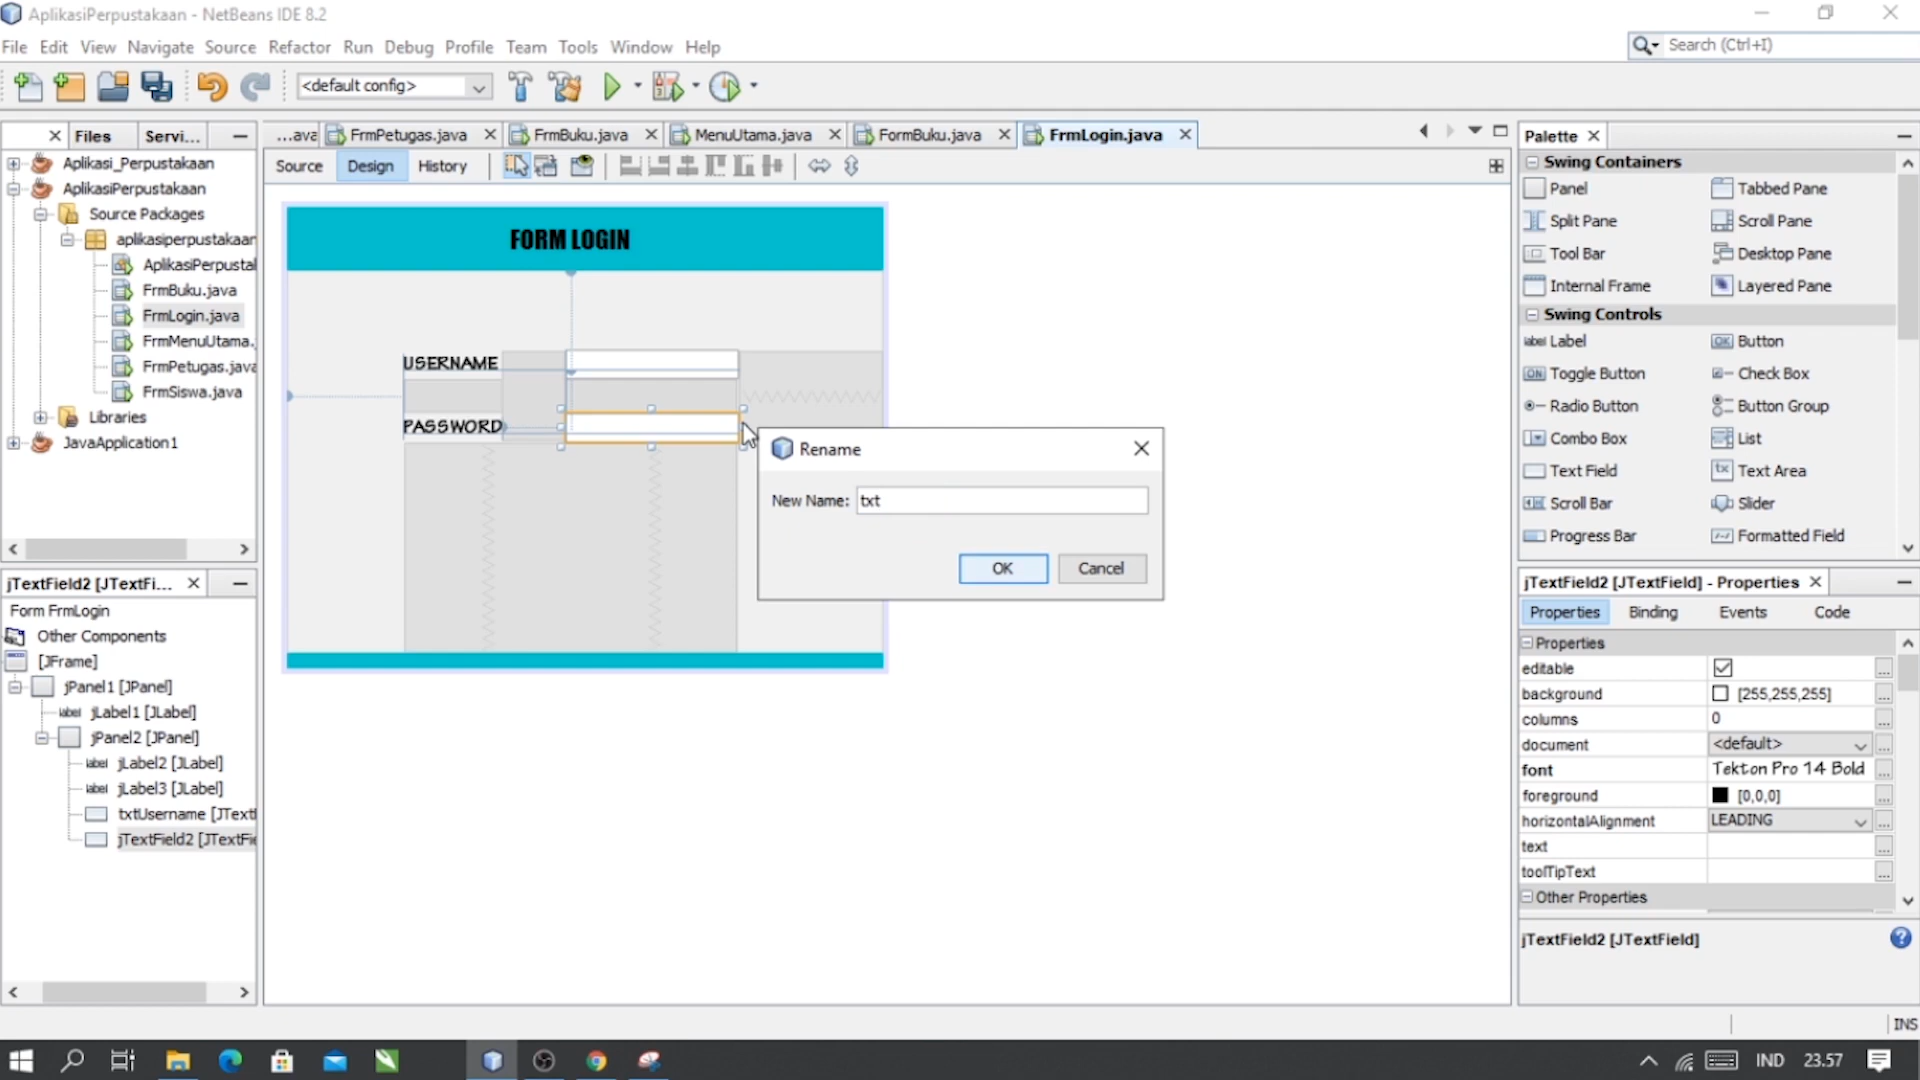 AplikasiPerpustakaan - NetBeans IDE 8.2
File Edit View Navigate Source Refactor Run Debug Profile Team Tools Window Help
Search (Ctrl+I)
<default config>
Files Servi...
...ava FrmPetugas.java FrmBuku.java MenuUtama.java FormBuku.java FrmLogin.java
Source Design History
Aplikasi_Perpustakaan
AplikasiPerpustakaan
Source Packages
aplikasiperpustakaan
AplikasiPerpustal
FrmBuku.java
FrmLogin.java
FrmMenuUtama.
FrmPetugas.java
FrmSiswa.java
Libraries
JavaApplication1
FORM LOGIN
USERNAME
PASSWORD
Rename
New Name: txt
OK Cancel
jTextField2 [JTextFi...
Form FrmLogin
Other Components
[JFrame]
jPanel1 [JPanel]
label jLabel1 [JLabel]
jPanel2 [JPanel]
label jLabel2 [JLabel]
label jLabel3 [JLabel]
txtUsername [JTextl
jTextField2 [JTextFie
Palette
Swing Containers
Panel Tabbed Pane
Split Pane Scroll Pane
Tool Bar Desktop Pane
Internal Frame Layered Pane
Swing Controls
label Label OK Button
ON Toggle Button Check Box
Radio Button Button Group
Combo Box List
Text Field Text Area
Scroll Bar Slider
Progress Bar Formatted Field
jTextField2 [JTextField] - Properties
Properties Binding Events Code
Properties
editable
background [255,255,255] ...
columns 0 ...
document <default> ...
font Tekton Pro 14 Bold ...
foreground [0,0,0] ...
horizontalAlignment LEADING ...
text ...
toolTipText ...
Other Properties
jTextField2 [JTextField]
INS
IND 23.57